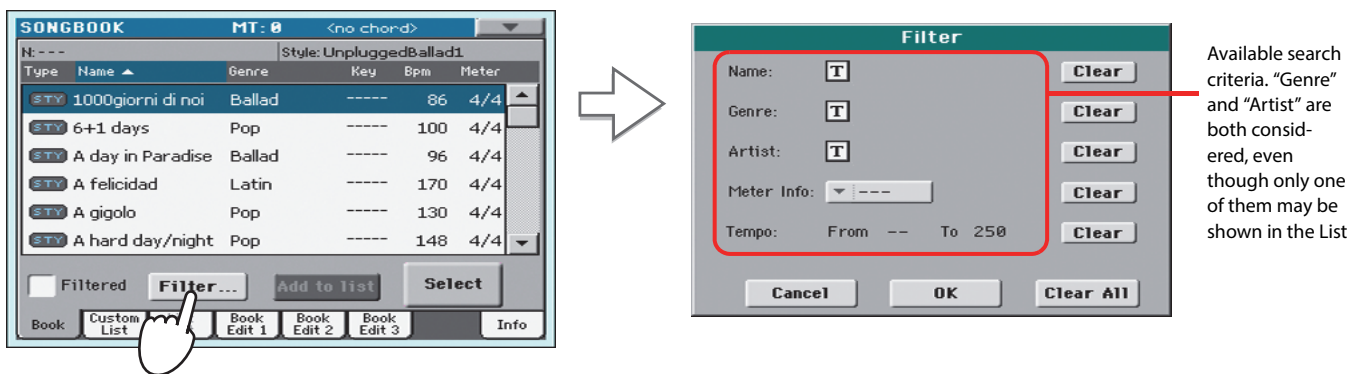 SONGBOOK MT: 0 <no chord>
N: --- Style: UnpluggedBallad1
Type Name Genre Key Bpm Meter
STY 1000giorni di noi Ballad ----- 86 4/4
STY 6+1 days Pop ----- 100 4/4
STY A day in Paradise Ballad ----- 96 4/4
STY A felicidad Latin ----- 170 4/4
STY A gigolo Pop ----- 130 4/4
STY A hard day/night Pop ----- 148 4/4
Filtered Filter... Add to list Select
Book Custom List Book Edit 1 Book Edit 2 Book Edit 3 Info
Filter
Name: T Clear
Genre: T Clear
Artist: T Clear
Meter Info: --- Clear
Tempo: From -- To 250 Clear
Cancel OK Clear All
Available search
criteria. “Genre”
and “Artist” are
both consid-
ered, even
though only one
of them may be
shown in the List